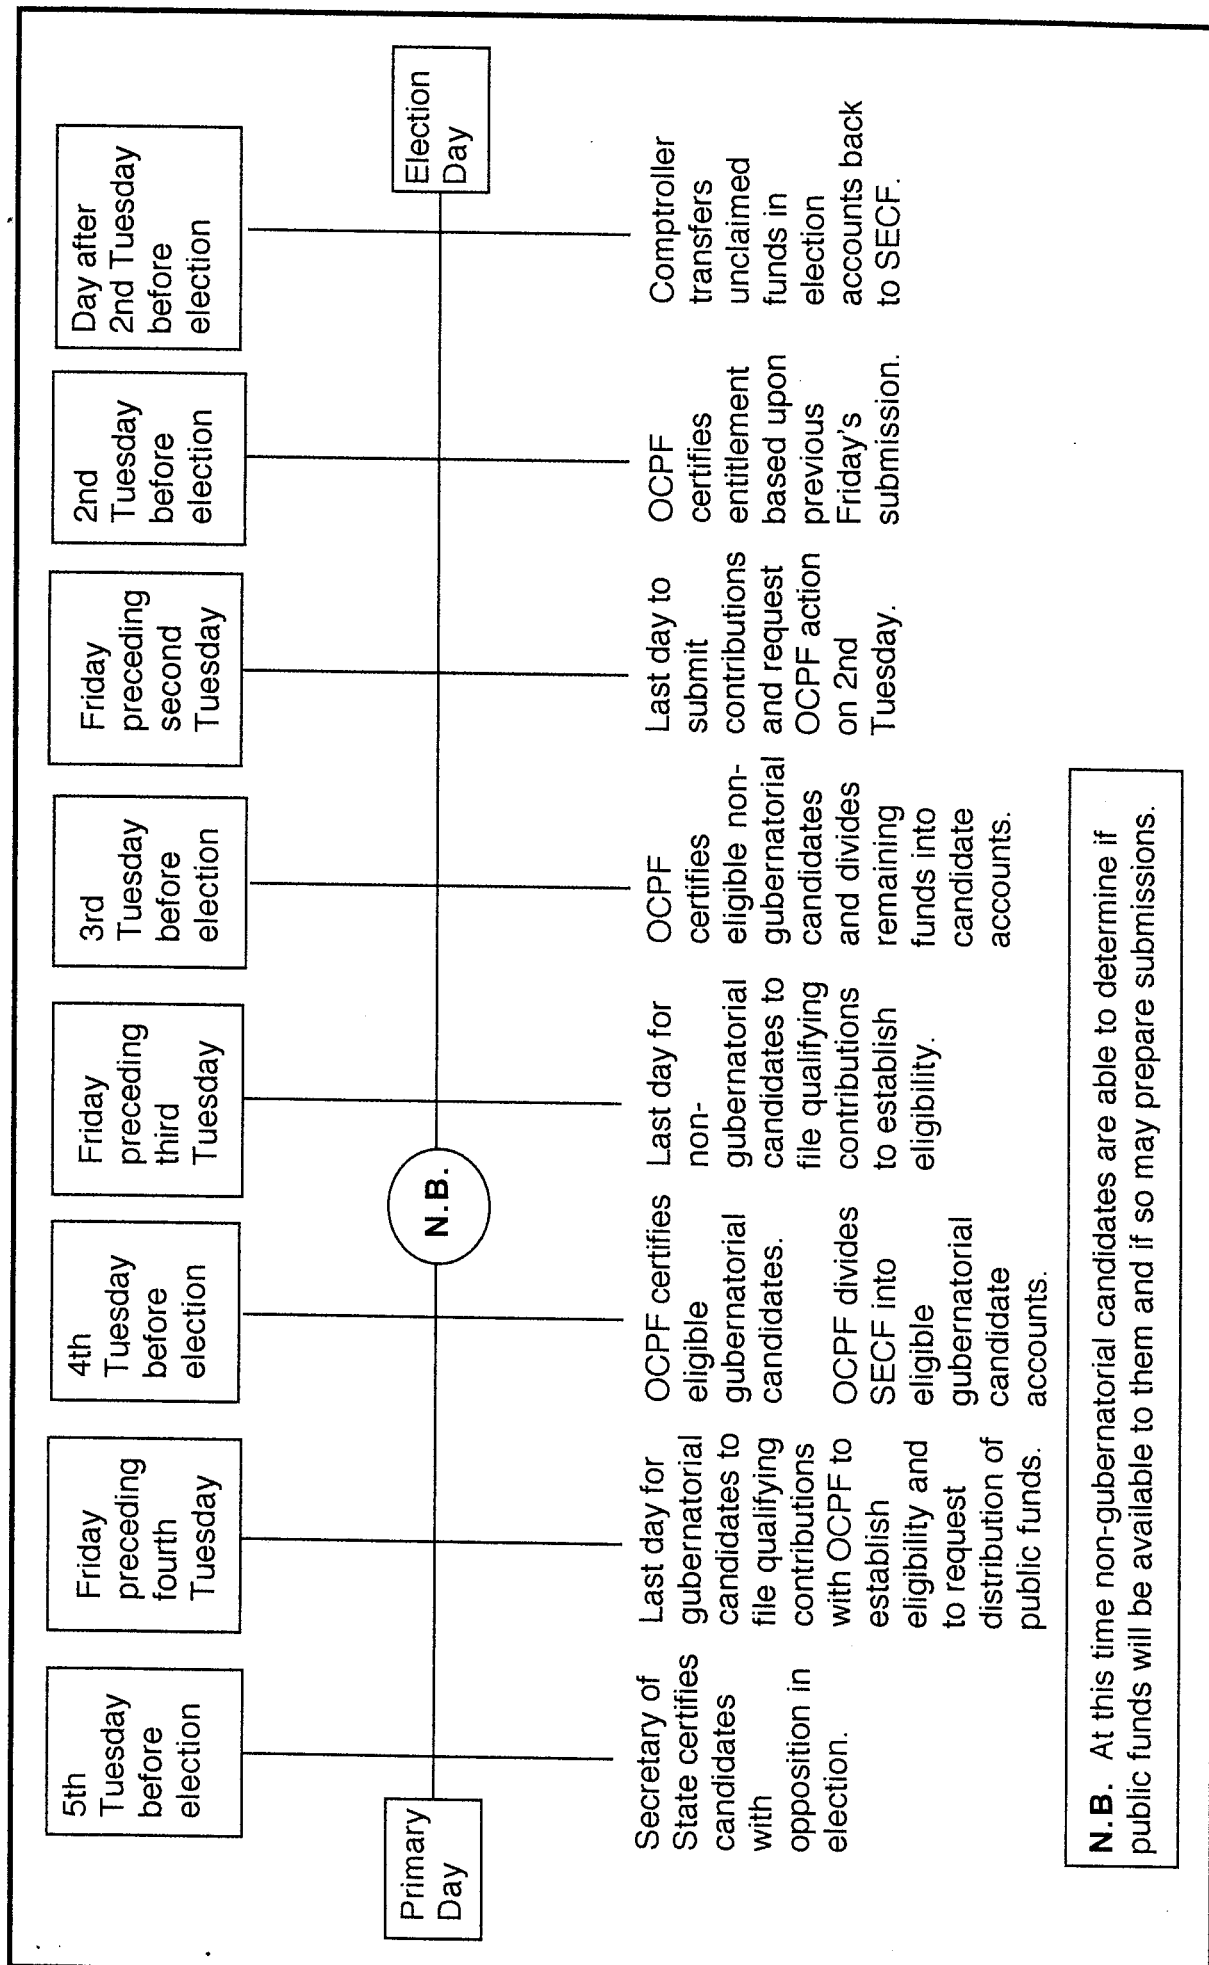 5th
Tuesday
before
election
Friday
preceding
fourth
Tuesday
4th
Tuesday
before
election
Friday
preceding
third
Tuesday
3rd
Tuesday
before
election
Friday
preceding
second
Tuesday
2nd
Tuesday
before
election
Day after
2nd Tuesday
before
election
Primary
Day
N.B.
Election
Day
Secretary of
State certifies
candidates
with
opposition in
election.
Last day for
gubernatorial
candidates to
file qualifying
contributions
with OCPF to
establish
eligibility and
to request
distribution of
public funds.
OCPF certifies
eligible
gubernatorial
candidates.
OCPF divides
SECF into
eligible
gubernatorial
candidate
accounts.
Last day for
non-
gubernatorial
candidates to
file qualifying
contributions
to establish
eligibility.
OCPF
certifies
eligible non-
gubernatorial
candidates
and divides
remaining
funds into
candidate
accounts.
Last day to
submit
contributions
and request
OCPF action
on 2nd
Tuesday.
OCPF
certifies
entitlement
based upon
previous
Friday's
submission.
Comptroller
transfers
unclaimed
funds in
election
accounts back
to SECF.
N.B. At this time non-gubernatorial candidates are able to determine if
public funds will be available to them and if so may prepare submissions.